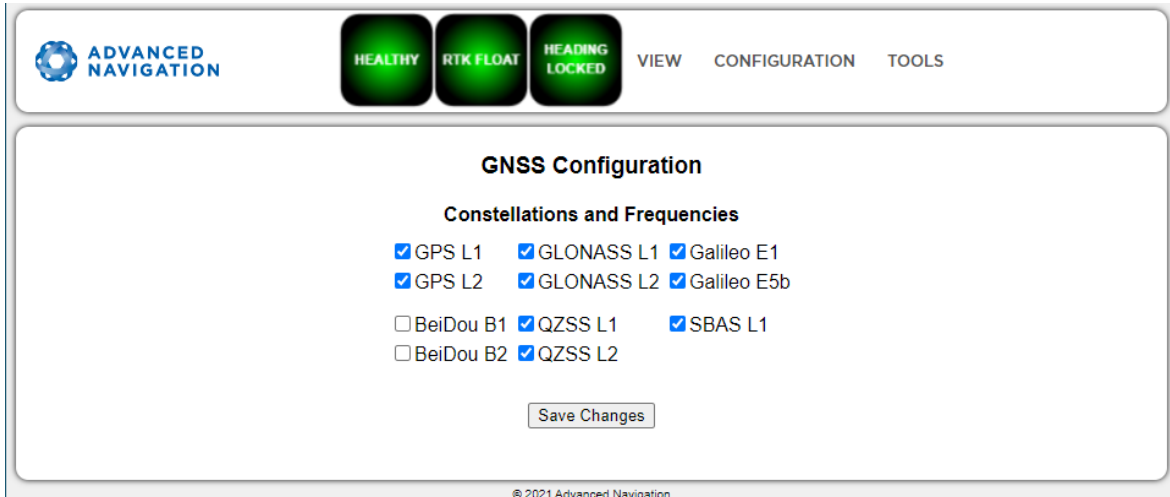 ADVANCED
NAVIGATION
HEALTHY
RTK FLOAT
HEADING
LOCKED
VIEW CONFIGURATION TOOLS
GNSS Configuration
Constellations and Frequencies
GPS L1 GLONASS L1 Galileo E1
GPS L2 GLONASS L2 Galileo E5b
BeiDou B1 QZSS L1 SBAS L1
BeiDou B2 QZSS L2
Save Changes
© 2021 Advanced Navigation